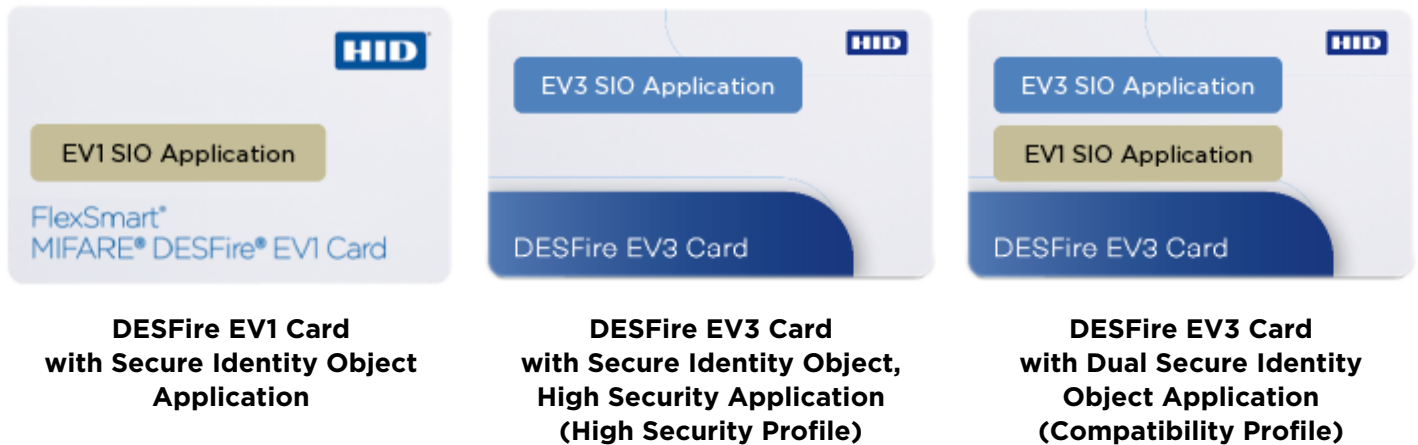 HID
EV1 SIO Application
FlexSmart®
MIFARE® DESFire® EV1 Card
DESFire EV1 Card
with Secure Identity Object
Application
HID
EV3 SIO Application
DESFire EV3 Card
DESFire EV3 Card
with Secure Identity Object,
High Security Application
(High Security Profile)
HID
EV3 SIO Application
EV1 SIO Application
DESFire EV3 Card
DESFire EV3 Card
with Dual Secure Identity
Object Application
(Compatibility Profile)